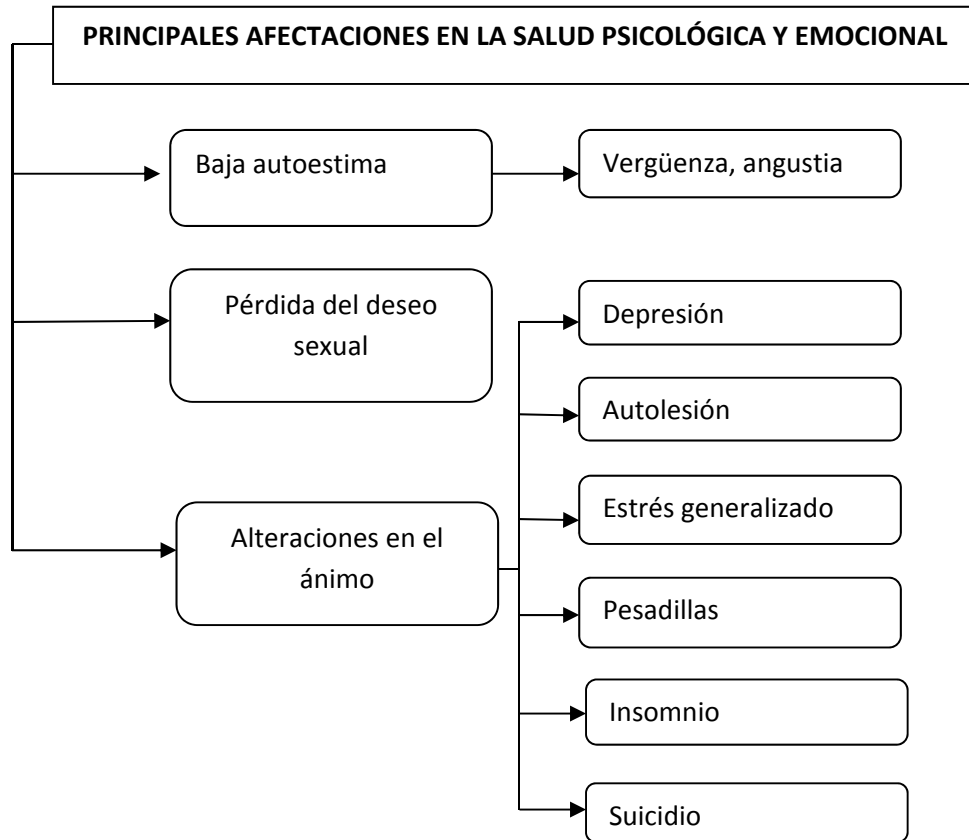 PRINCIPALES AFECTACIONES EN LA SALUD PSICOLÓGICA Y EMOCIONAL
Baja autoestima
Vergüenza, angustia
Pérdida del deseo
sexual
Depresión
Autolesión
Estrés generalizado
Alteraciones en el
ánimo
Pesadillas
Insomnio
Suicidio